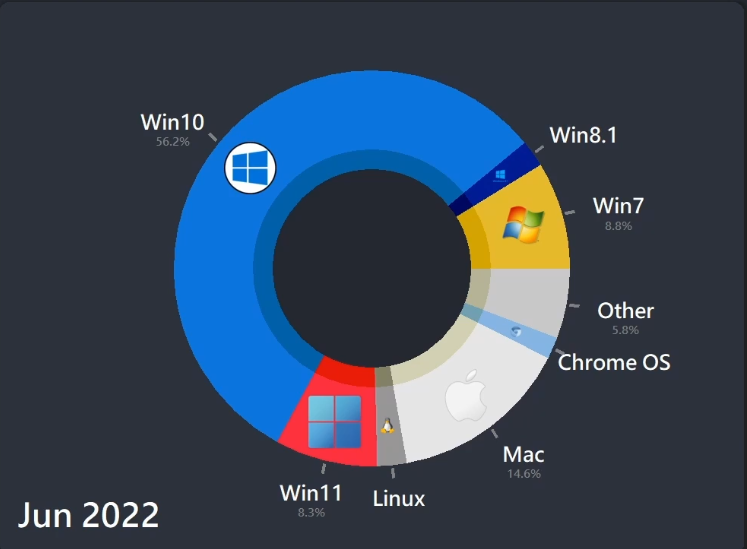 Win10
56.2%
Win8.1
Win7
8.8%
Other
5.8%
Chrome OS
Mac
14.6%
Linux
Win11
8.3%
Jun 2022